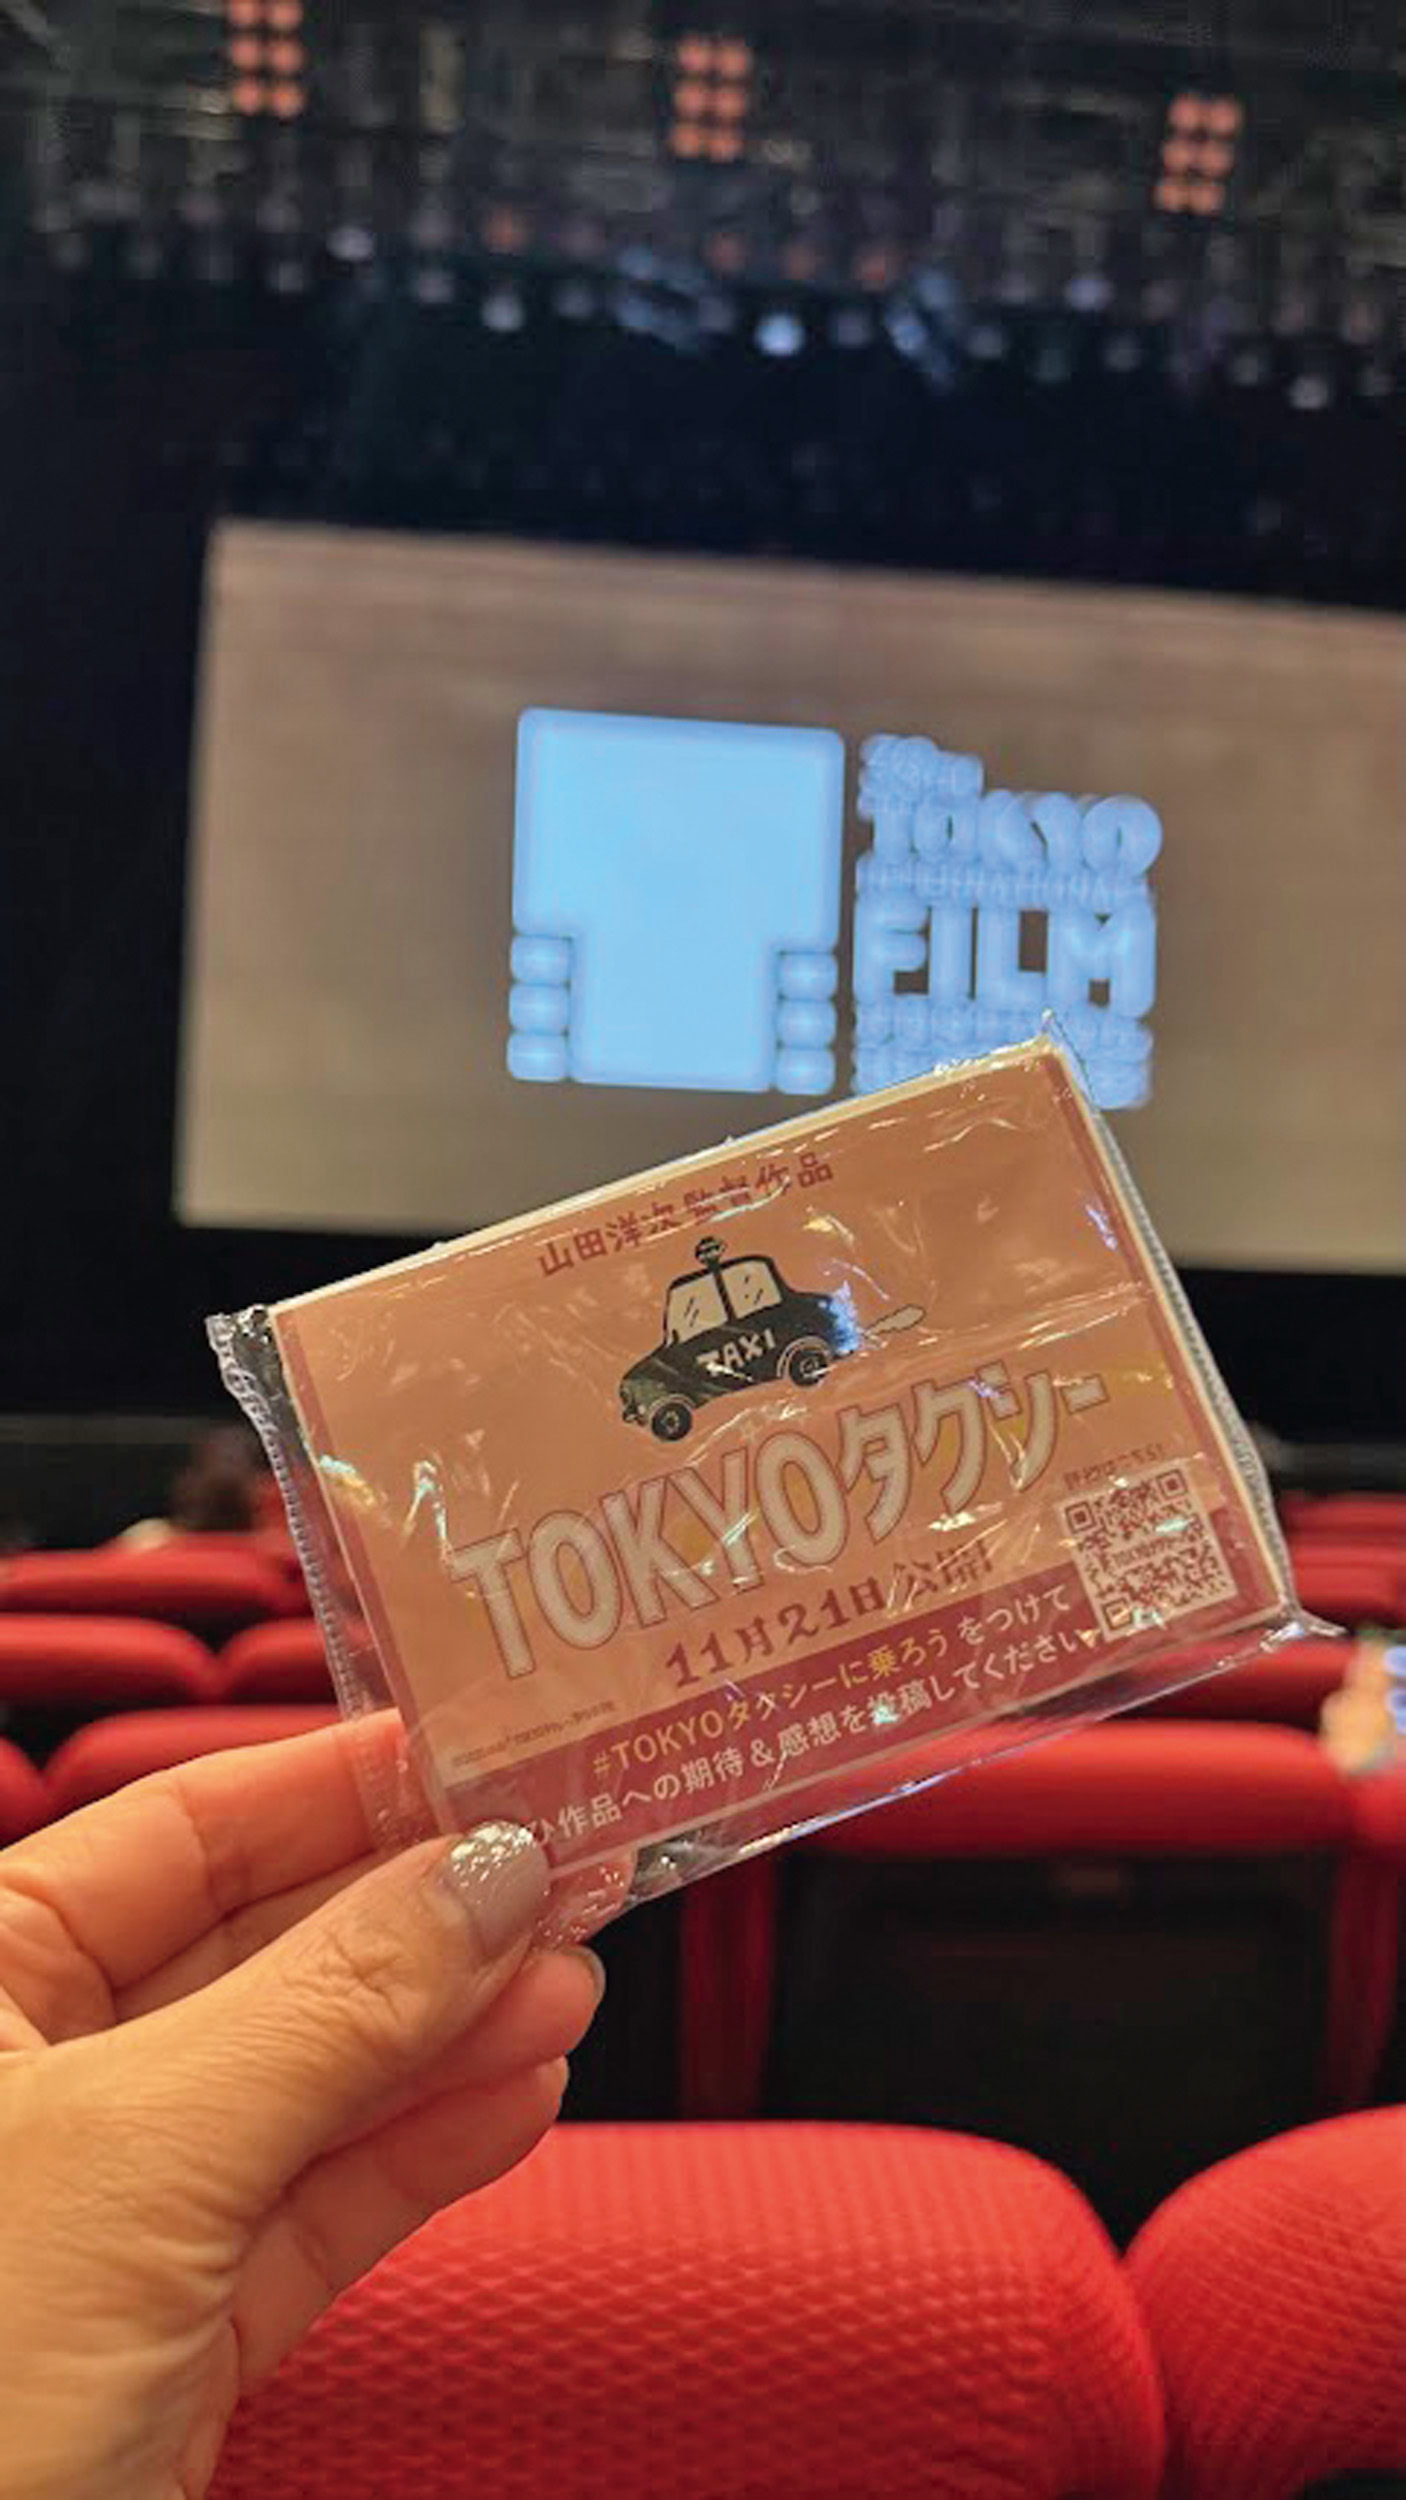 TOKYO
INTERNATIONAL
FILM
山田洋次監督作品
TAXI
TOKYOタクシー
11月21日公開
#TOKYOタクシーに乗ろう をつけて
ひ作品への期待&感想を投稿してください